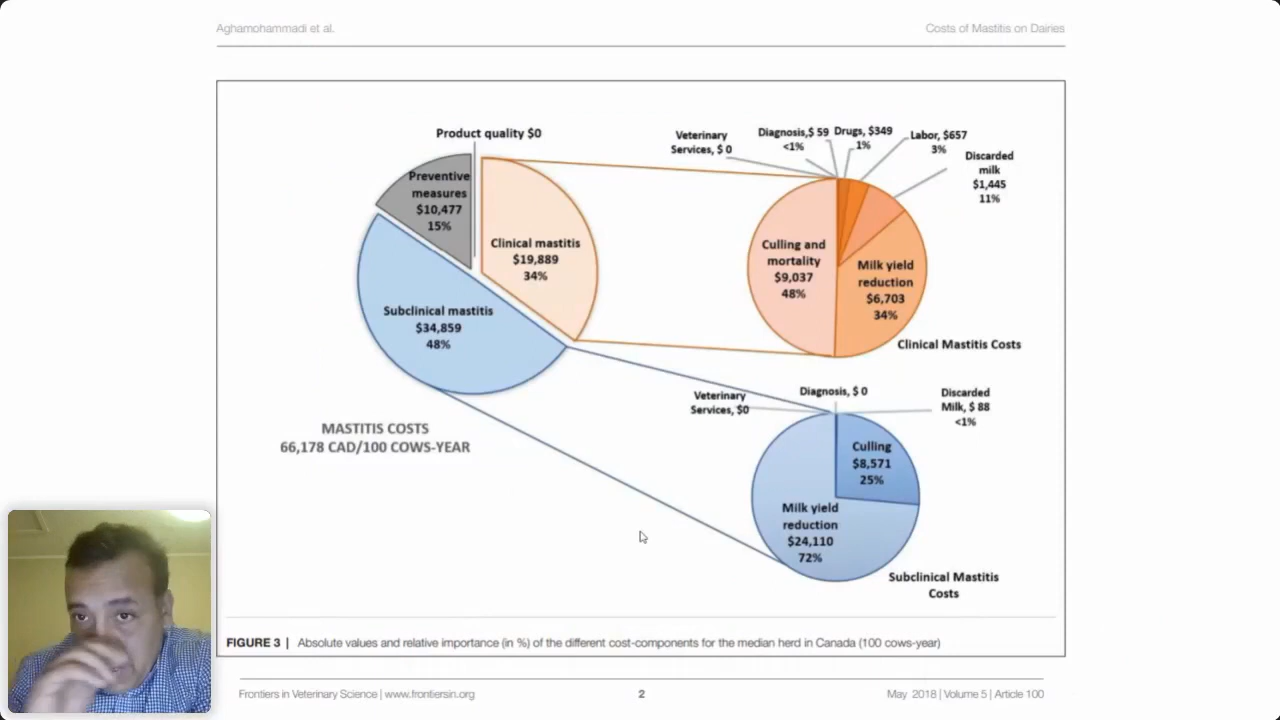 Aghamohammadi et al.
Costs of Mastitis on Dairies
Product quality $0
Preventive
measures
$10,477
15%
Clinical mastitis
$19,889
34%
Subclinical mastitis
$34,859
48%
MASTITIS COSTS
66,178 CAD/100 COWS-YEAR
Veterinary
Services, $ 0
Diagnosis,$ 59
<1%
Drugs, $349
1%
Labor, $657
3%
Discarded
milk
$1,445
11%
Culling and
mortality
$9,037
48%
Milk yield
reduction
$6,703
34%
Clinical Mastitis Costs
Veterinary
Services, $0
Diagnosis, $ 0
Discarded
Milk, $ 88
<1%
Culling
$8,571
25%
Milk yield
reduction
$24,110
72%
Subclinical Mastitis
Costs
FIGURE 3 | Absolute values and relative importance (in %) of the different cost-components for the median herd in Canada (100 cows-year)
Frontiers in Veterinary Science | www.frontiersin.org
2
May 2018 | Volume 5 | Article 100